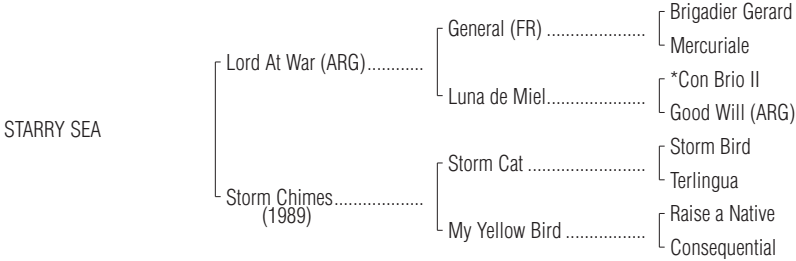 Brigadier Gerard
General (FR) .....................
Mercuriale
Lord At War (ARG)............
*Con Brio II
Luna de Miel.....................
Good Will (ARG)
STARRY SEA
Storm Bird
Storm Cat .........................
Terlingua
Storm Chimes...................
(1989)
Raise a Native
My Yellow Bird .................
Consequential